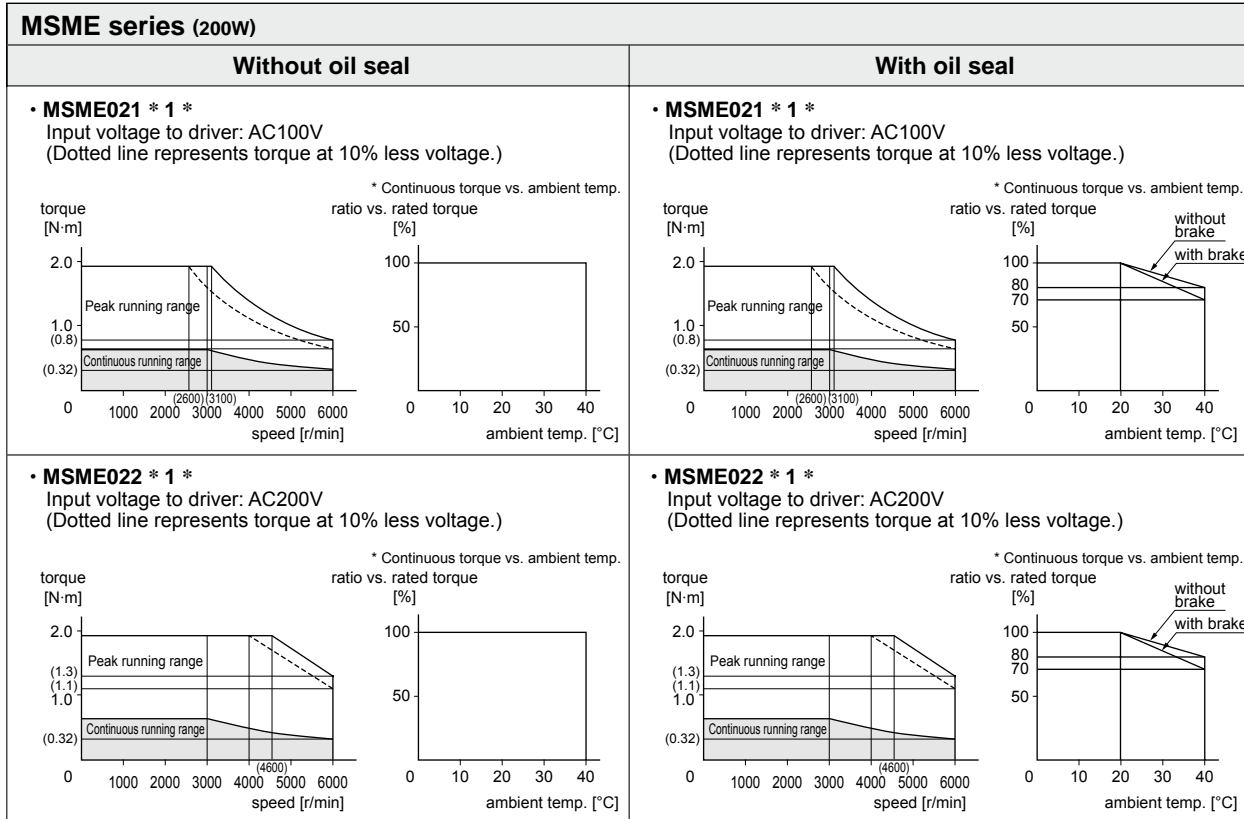 MSME series (200W)
Without oil seal
With oil seal
・MSME021 * 1 *
Input voltage to driver: AC100V
(Dotted line represents torque at 10% less voltage.)
* Continuous torque vs. ambient temp.
torque
[N·m]
2.0
1.0
(0.8)
(0.32)
0
Peak running range
Continuous running range
(2600)
(3100)
1000 2000 3000 4000 5000 6000
speed [r/min]
ratio vs. rated torque
[%]
100
50
0 10 20 30 40
ambient temp. [°C]
・MSME021 * 1 *
Input voltage to driver: AC100V
(Dotted line represents torque at 10% less voltage.)
* Continuous torque vs. ambient temp.
torque
[N·m]
2.0
1.0
(0.8)
(0.32)
0
Peak running range
Continuous running range
(2600)
(3100)
1000 2000 3000 4000 5000 6000
speed [r/min]
ratio vs. rated torque
[%]
without
brake
with brake
100
80
70
50
0 10 20 30 40
ambient temp. [°C]
・MSME022 * 1 *
Input voltage to driver: AC200V
(Dotted line represents torque at 10% less voltage.)
* Continuous torque vs. ambient temp.
torque
[N·m]
2.0
(1.3)
(1.1)
1.0
(0.32)
0
Peak running range
Continuous running range
(4600)
1000 2000 3000 4000 5000 6000
speed [r/min]
ratio vs. rated torque
[%]
100
50
0 10 20 30 40
ambient temp. [°C]
・MSME022 * 1 *
Input voltage to driver: AC200V
(Dotted line represents torque at 10% less voltage.)
* Continuous torque vs. ambient temp.
torque
[N·m]
2.0
(1.3)
(1.1)
1.0
(0.32)
0
Peak running range
Continuous running range
(4600)
1000 2000 3000 4000 5000 6000
speed [r/min]
ratio vs. rated torque
[%]
without
brake
with brake
100
80
70
50
0 10 20 30 40
ambient temp. [°C]